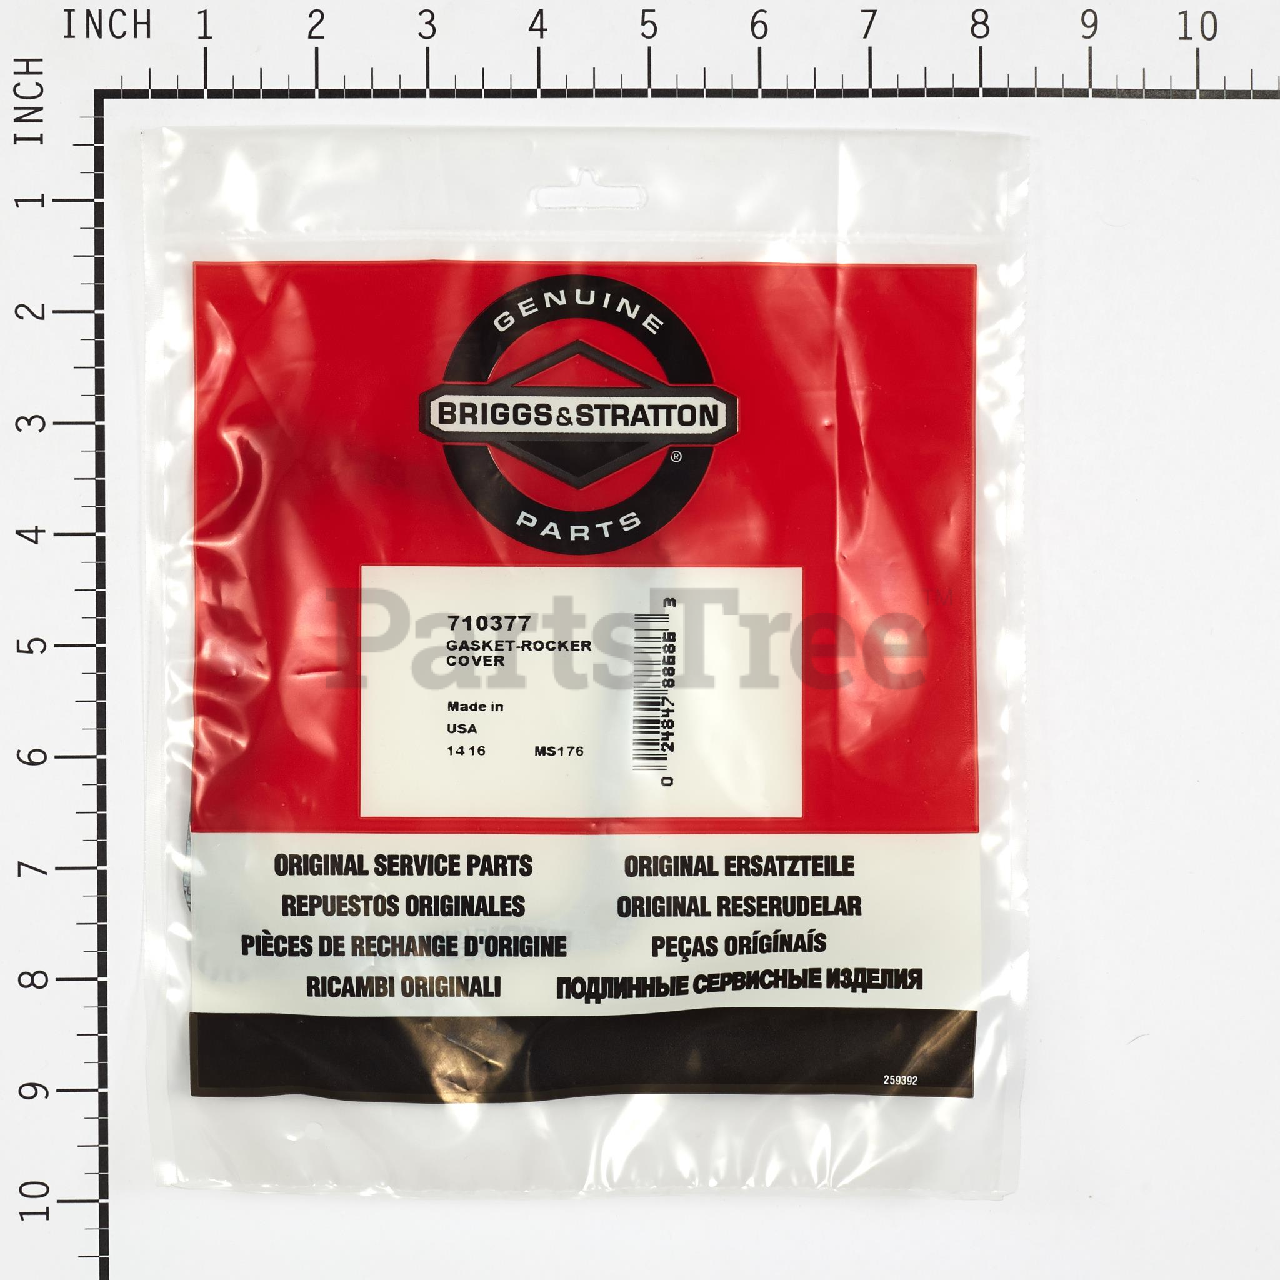 INCH 1 2 3 4 5 6 7 8 9 10
INCH 1 2 3 4 5 6 7 8 9 10
GENUINE
BRIGGS & STRATTON
®
PARTS
PartsTree
710377
GASKET-ROCKER
COVER
Made in
USA
14 16 MS176
0 24847 88685 3
ORIGINAL SERVICE PARTS
ORIGINAL ERSATZTEILE
REPUESTOS ORIGINALES
ORIGINAL RESERUDELAR
PIÈCES DE RECHANGE D'ORIGINE
PEÇAS ORÍGÍNAÍS
RICAMBI ORIGINALI
ПОДЛИННЫЕ СЕРВИСНЫЕ ИЗДЕЛИЯ
259392